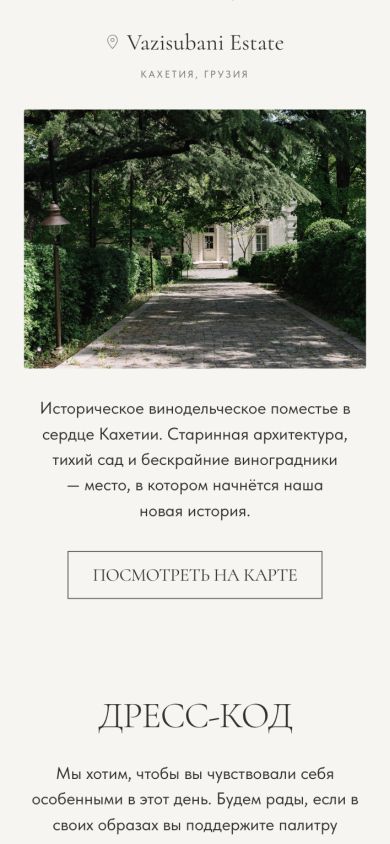 Vazisubani Estate
КАХЕТИЯ, ГРУЗИЯ
Историческое винодельческое поместье в
сердце Кахетии. Старинная архитектура,
тихий сад и бескрайние виноградники
— место, в котором начнётся наша
новая история.
ПОСМОТРЕТЬ НА КАРТЕ
ДРЕСС-КОД
Мы хотим, чтобы вы чувствовали себя
особенными в этот день. Будем рады, если в
своих образах вы поддержите палитру